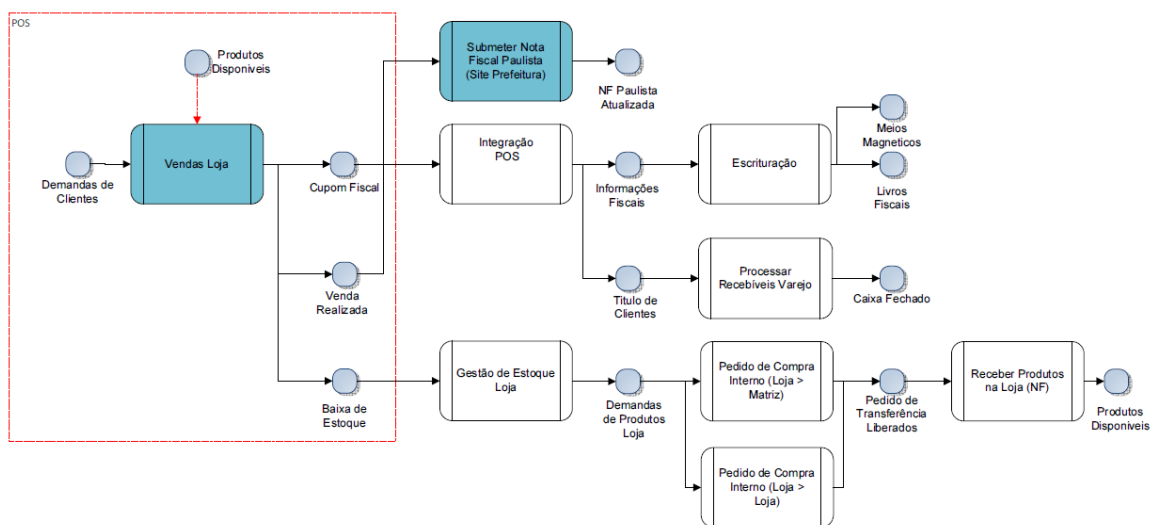 POS
Produtos
Disponiveis
Demandas de
Clientes
Vendas Loja
Cupom Fiscal
Venda
Realizada
Baixa de
Estoque
Submeter Nota
Fiscal Paulista
(Site Prefeitura)
NF Paulista
Atualizada
Integração
POS
Informações
Fiscais
Escrituração
Meios
Magneticos
Livros
Fiscais
Titulo de
Clientes
Processar
Recebíveis Varejo
Caixa Fechado
Gestão de Estoque
Loja
Demandas
de Produtos
Loja
Pedido de Compra
Interno (Loja >
Matriz)
Pedido de Compra
Interno (Loja >
Loja)
Pedido de
Transferência
Liberados
Receber Produtos
na Loja (NF)
Produtos
Disponiveis